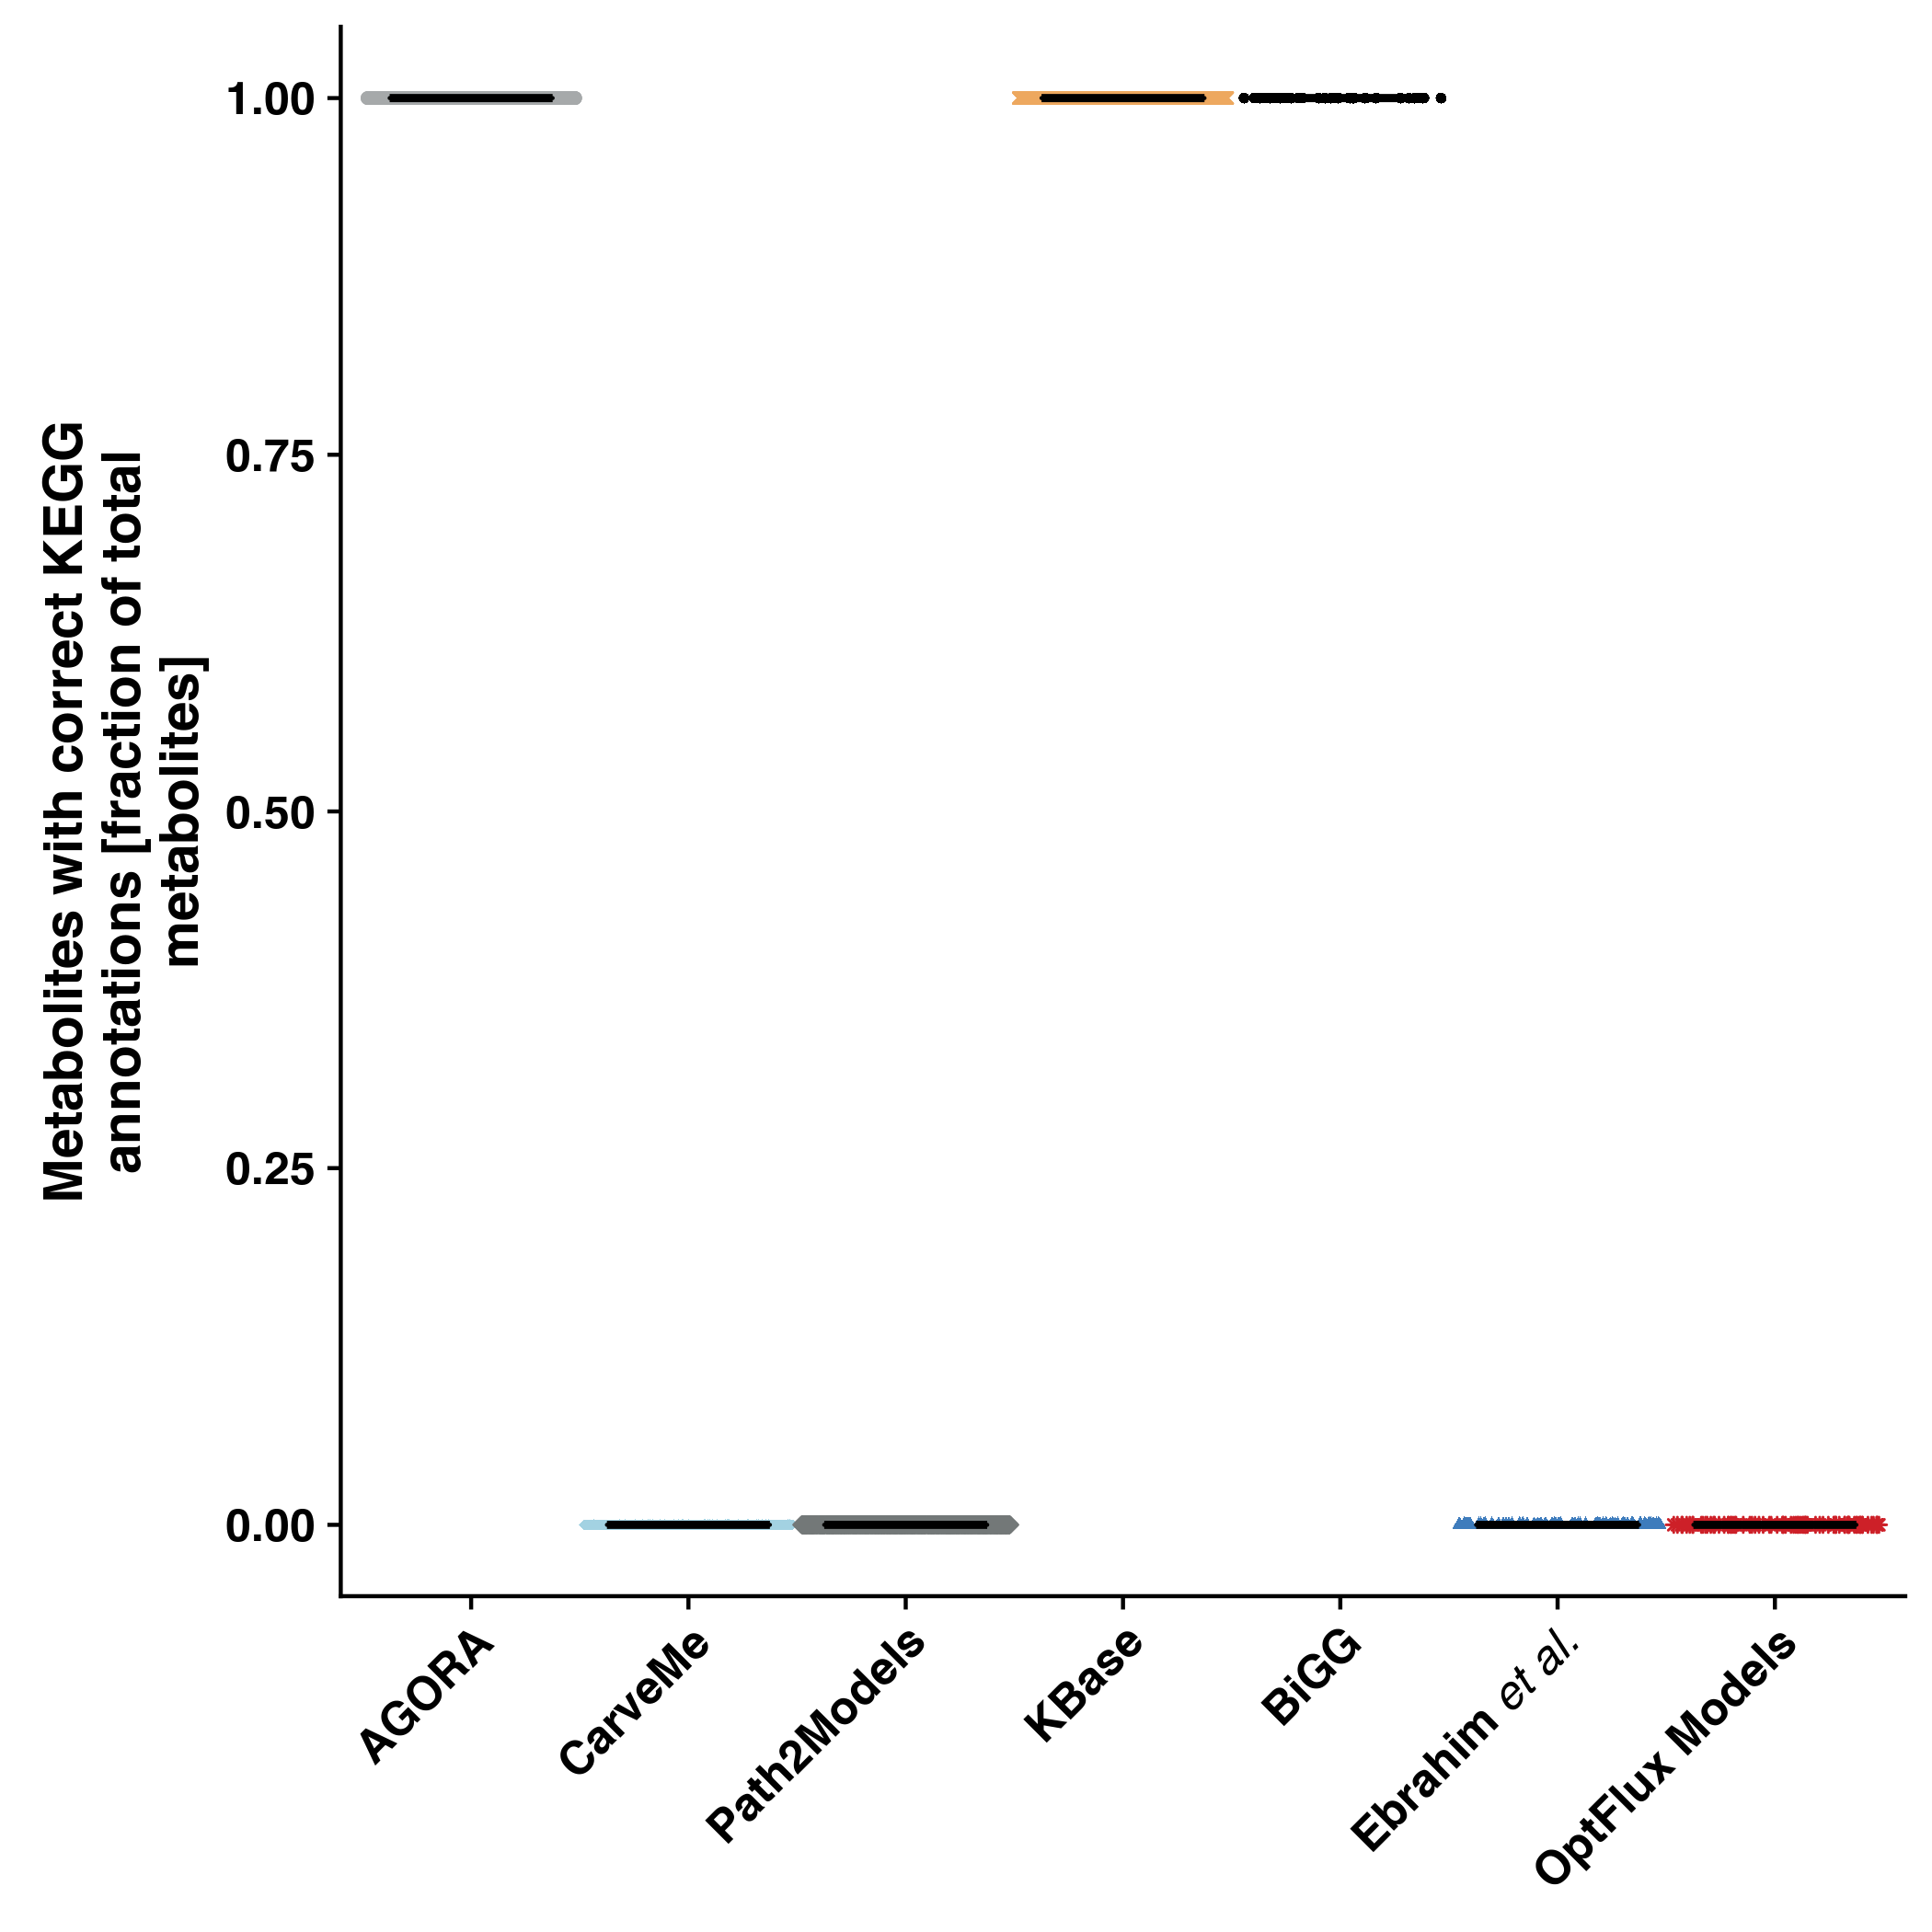 Metabolites with correct KEGG
annotations [fraction of total
metabolites]
1.00
0.75
0.50
0.25
0.00
AGORA
CarveMe
Path2Models
KBase
BiGG
Ebrahim et al.
OptFlux Models